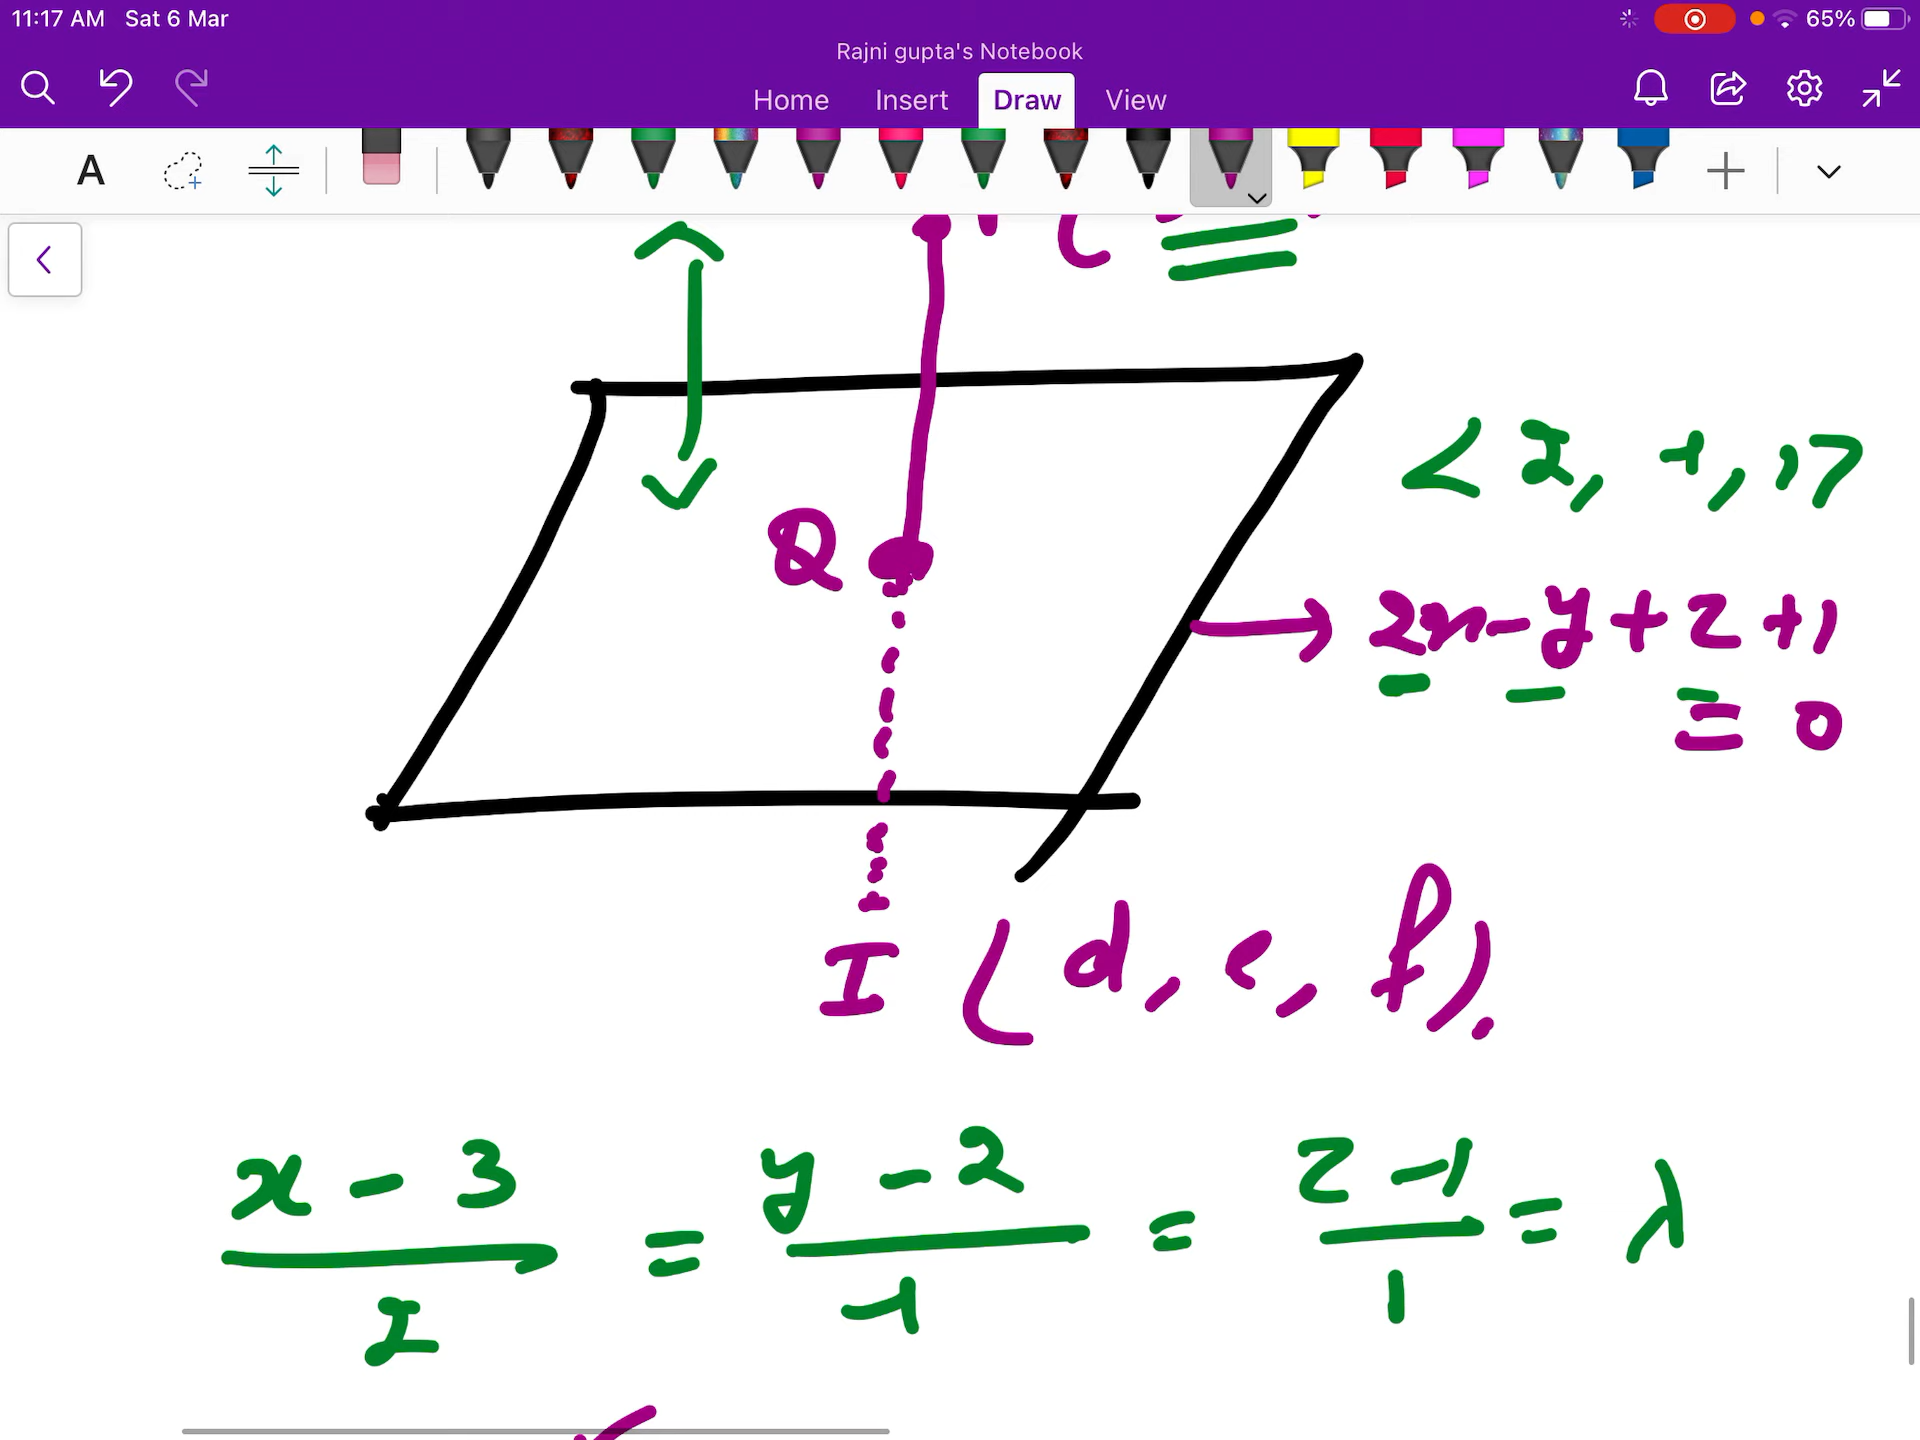 11:17 AM Sat 6 Mar 65%
Rajni gupta's Notebook
Home Insert Draw View
A
(
< 2, -1, 1>
Q
→ 2x - y + z + 1
= 0
I (d, e, f).
x - 3 = y - 2 = z - 1 = λ
2 -1 1